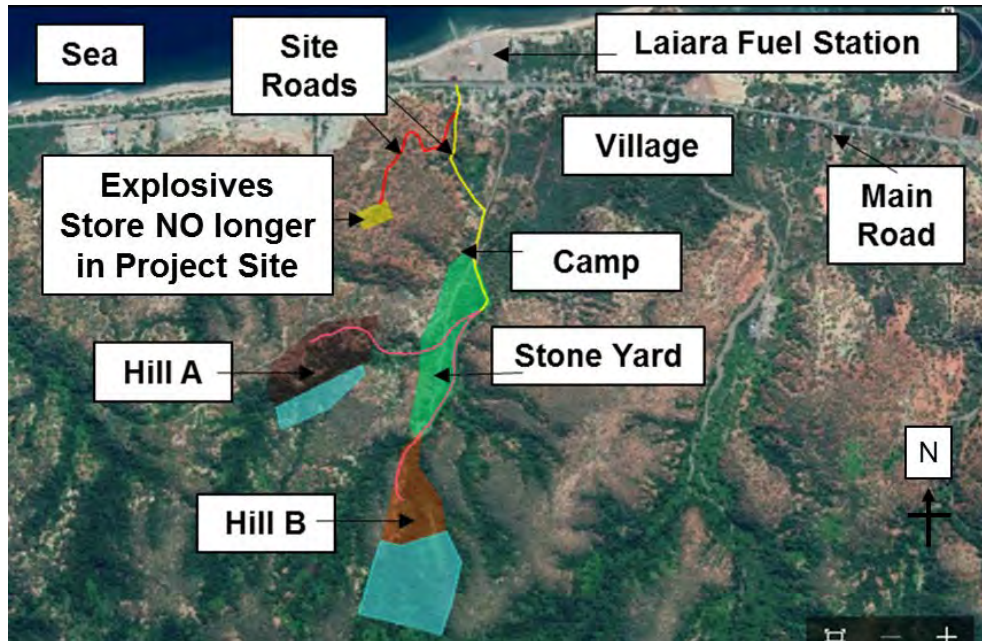 Sea
Site
Roads
Laiara Fuel Station
Village
Explosives
Store NO longer
in Project Site
Main
Road
Camp
Hill A
Stone Yard
N
Hill B